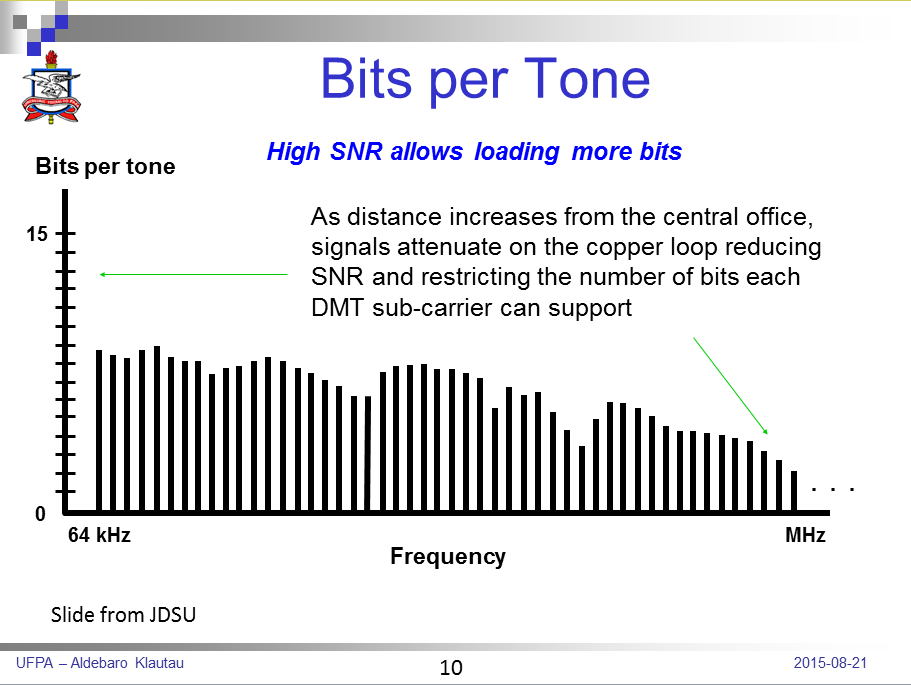 Bits per Tone
High SNR allows loading more bits
Bits per tone
15
As distance increases from the central office,
signals attenuate on the copper loop reducing
SNR and restricting the number of bits each
DMT sub-carrier can support
. . .
0
64 kHz
MHz
Frequency
Slide from JDSU
UFPA – Aldebaro Klautau
10
2015-08-21